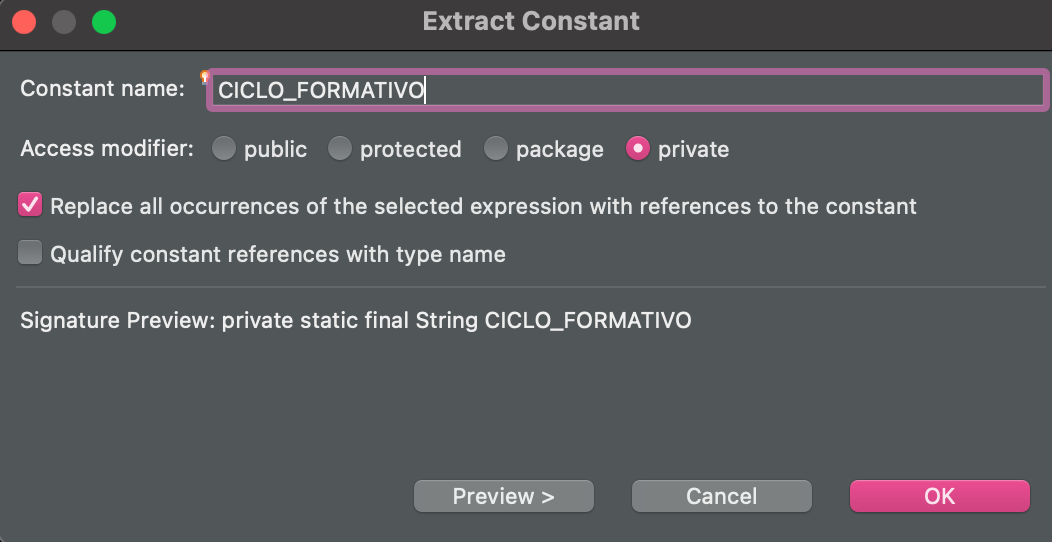 Extract Constant
Constant name: CICLO_FORMATIVO
Access modifier: public protected package private
Replace all occurrences of the selected expression with references to the constant
Qualify constant references with type name
Signature Preview: private static final String CICLO_FORMATIVO
Preview > Cancel OK